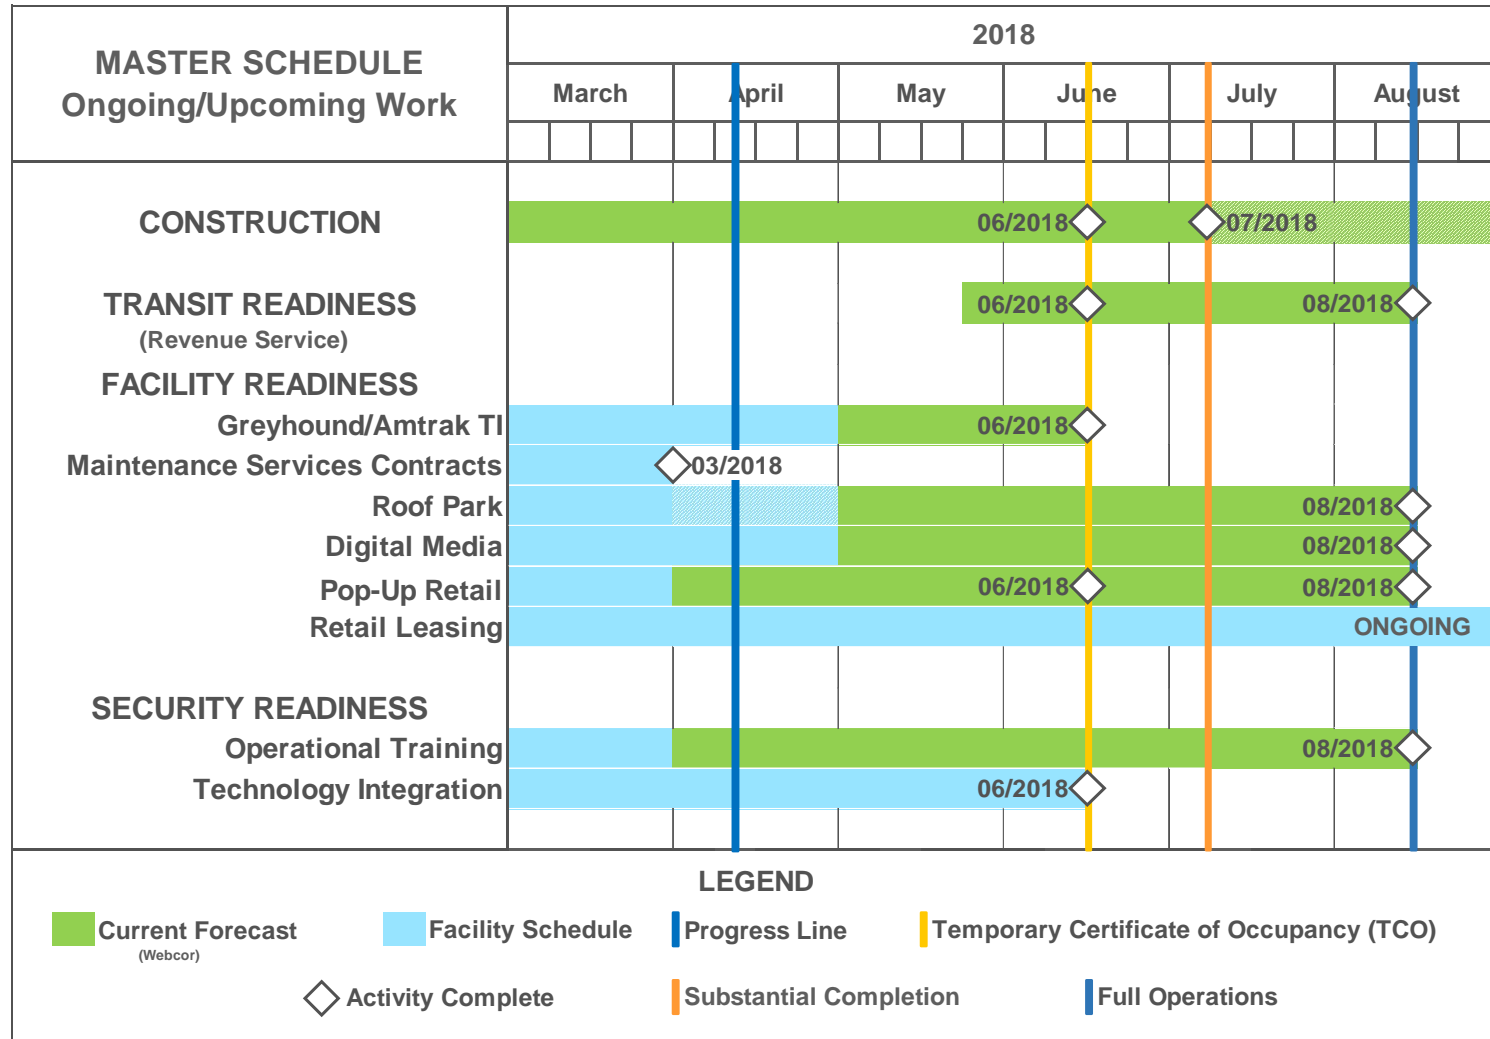 MASTER SCHEDULE
Ongoing/Upcoming Work
2018
March April May June July August
CONSTRUCTION 06/2018 07/2018
TRANSIT READINESS 06/2018 08/2018
(Revenue Service)
FACILITY READINESS
Greyhound/Amtrak TI 06/2018
Maintenance Services Contracts 03/2018
Roof Park 08/2018
Digital Media 08/2018
Pop-Up Retail 06/2018 08/2018
Retail Leasing ONGOING
SECURITY READINESS
Operational Training 08/2018
Technology Integration 06/2018
LEGEND
Current Forecast Facility Schedule Progress Line Temporary Certificate of Occupancy (TCO)
(Webcor)
Activity Complete Substantial Completion Full Operations